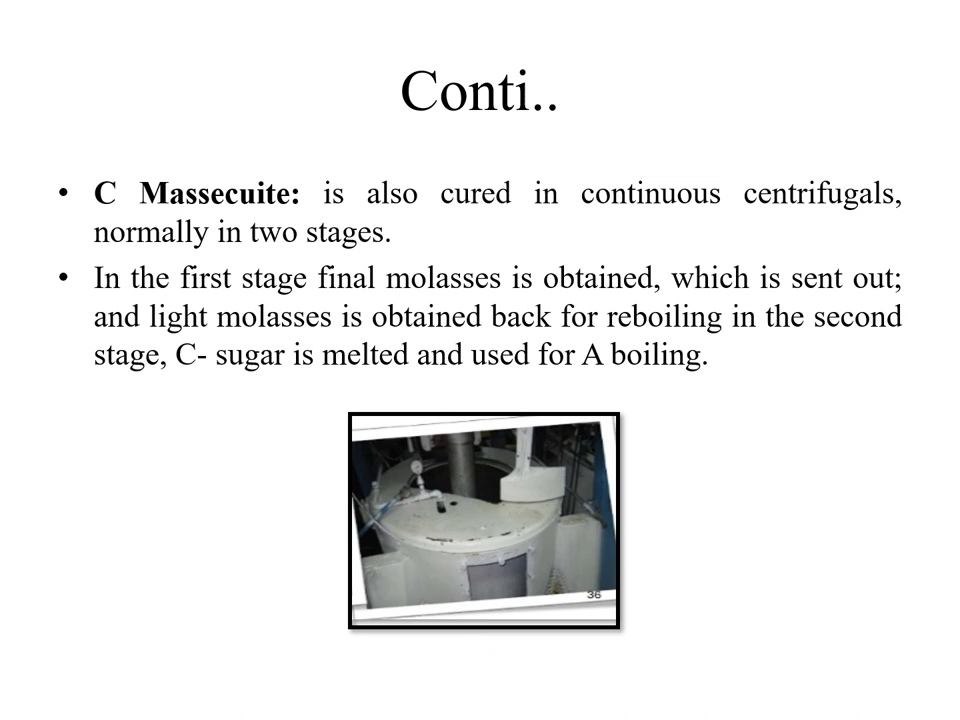 Conti..
• C Massecuite: is also cured in continuous centrifugals,
normally in two stages.
• In the first stage final molasses is obtained, which is sent out;
and light molasses is obtained back for reboiling in the second
stage, C- sugar is melted and used for A boiling.
36